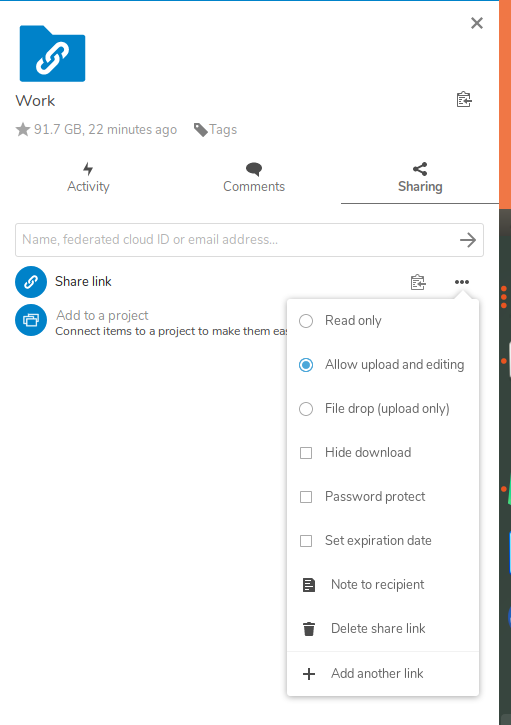 Work
91.7 GB, 22 minutes ago Tags
Activity Comments Sharing
Name, federated cloud ID or email address...
Share link
Add to a project
Connect items to a project to make them eas
Read only
Allow upload and editing
File drop (upload only)
Hide download
Password protect
Set expiration date
Note to recipient
Delete share link
Add another link